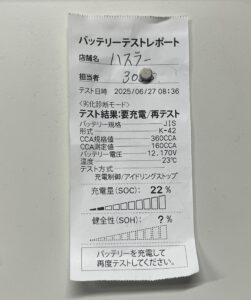 バッテリーテストレポート
店舗名 ハスラー
担当者
テスト日時 2025/06/27 08:36
<劣化診断モード>
テスト結果:要充電/再テスト
バッテリー規格 JIS
形式 K-42
CCA規格値 360CCA
CCA測定値 160CCA
バッテリー電圧 12.170V
温度 23℃
テスト方式
充電制御/アイドリングストップ
充電量(SOC): 22 %
健全性(SOH): ? %
バッテリーを充電して
再度テストしてください。